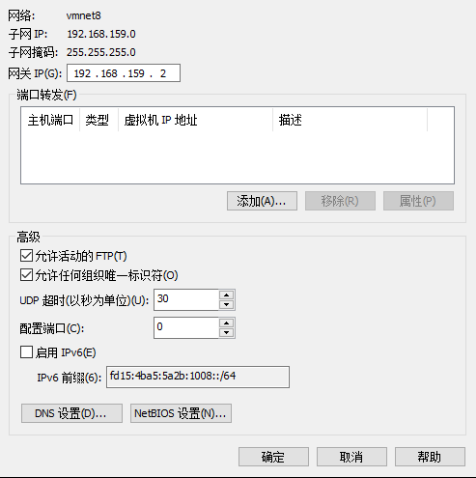 网络: vmnet8
子网 IP: 192.168.159.0
子网掩码: 255.255.255.0
网关 IP(G): 192 . 168 . 159 . 2
端口转发(F)
主机端口 类型 虚拟机 IP 地址 描述
添加(A)... 移除(R) 属性(P)
高级
允许活动的 FTP(T)
允许任何组织唯一标识符(O)
UDP 超时(以秒为单位)(U): 30
配置端口(C): 0
启用 IPv6(E)
IPv6 前缀(6): fd15:4ba5:5a2b:1008::/64
DNS 设置(D)... NetBIOS 设置(N)...
确定 取消 帮助